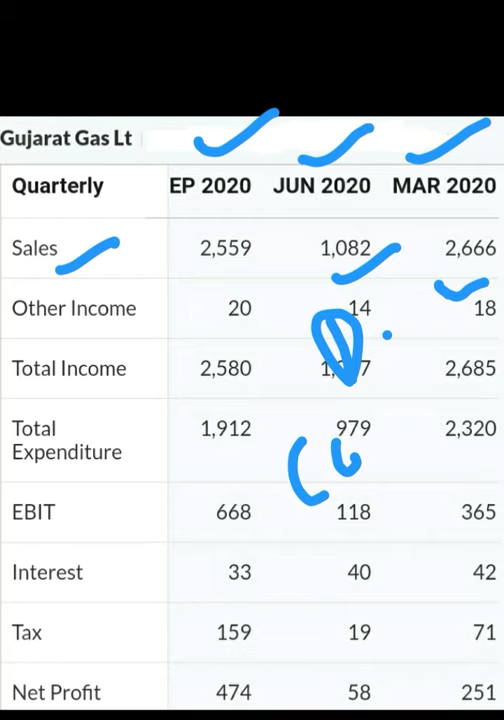 Gujarat Gas Lt
Quarterly EP 2020 JUN 2020 MAR 2020
Sales 2,559 1,082 2,666
Other Income 20 14 18
Total Income 2,580 2,685
Total Expenditure 1,912 979 2,320
EBIT 668 118 365
Interest 33 40 42
Tax 159 19 71
Net Profit 474 58 251